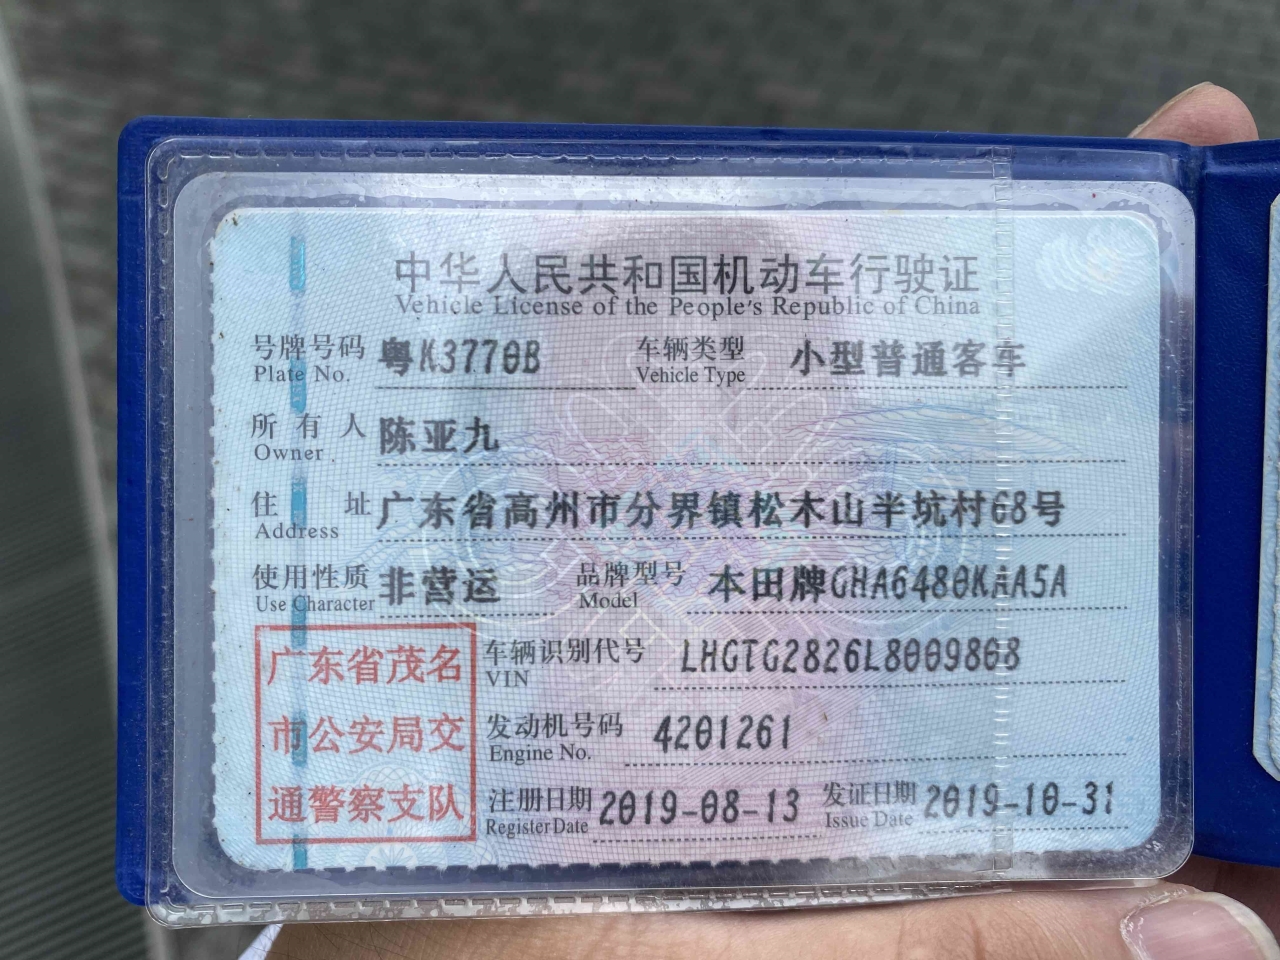 中华人民共和国机动车行驶证
Vehicle License of the People's Republic of China
号牌号码 粤K3770B 车辆类型 小型普通客车
Plate No. Vehicle Type
所有人 陈亚九
Owner
住址 广东省高州市分界镇松木山半坑村68号
Address
使用性质 非营运 品牌型号 本田牌GHA6480KAA5A
Use Character Model
广东省茂名
市公安局交
通警察支队
车辆识别代号 LHGTG2826L8009808
VIN
发动机号码 4201261
Engine No.
注册日期 2019-08-13 发证日期 2019-10-31
Register Date Issue Date